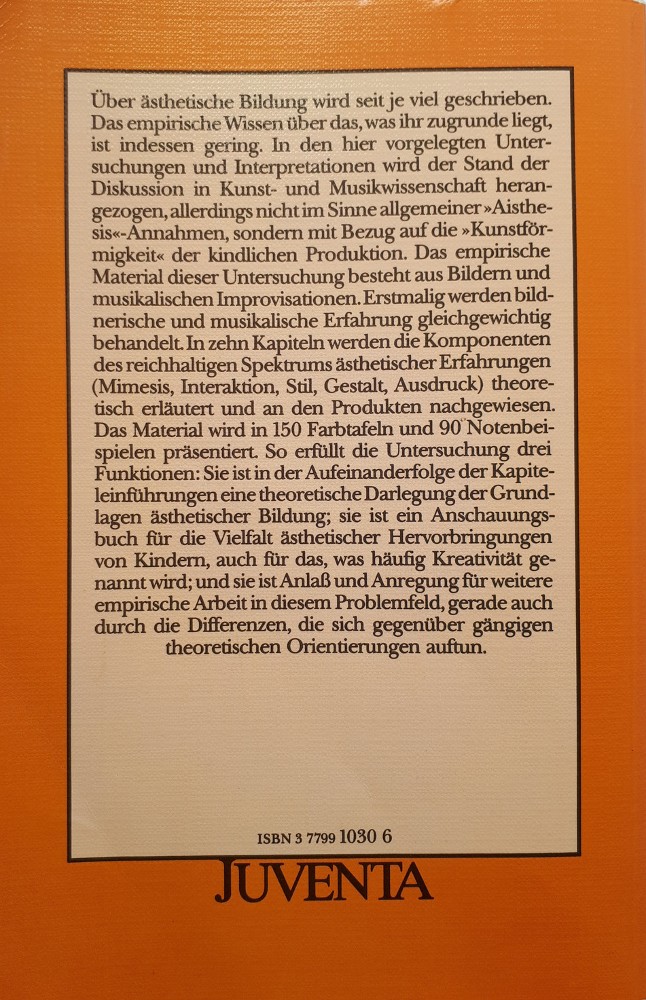 Über ästhetische Bildung wird seit je viel geschrieben.
Das empirische Wissen über das, was ihr zugrunde liegt,
ist indessen gering. In den hier vorgelegten Unter-
suchungen und Interpretationen wird der Stand der
Diskussion in Kunst- und Musikwissenschaft heran-
gezogen, allerdings nicht im Sinne allgemeiner »Aisthe-
sis«-Annahmen, sondern mit Bezug auf die »Kunstför-
migkeit« der kindlichen Produktion. Das empirische
Material dieser Untersuchung besteht aus Bildern und
musikalischen Improvisationen. Erstmalig werden bild-
nerische und musikalische Erfahrung gleichgewichtig
behandelt. In zehn Kapiteln werden die Komponenten
des reichhaltigen Spektrums ästhetischer Erfahrungen
(Mimesis, Interaktion, Stil, Gestalt, Ausdruck) theore-
tisch erläutert und an den Produkten nachgewiesen.
Das Material wird in 150 Farbtafeln und 90 Notenbei-
spielen präsentiert. So erfüllt die Untersuchung drei
Funktionen: Sie ist in der Aufeinanderfolge der Kapite-
leinführungen eine theoretische Darlegung der Grund-
lagen ästhetischer Bildung; sie ist ein Anschauungs-
buch für die Vielfalt ästhetischer Hervorbringungen
von Kindern, auch für das, was häufig Kreativität ge-
nannt wird; und sie ist Anlaß und Anregung für weitere
empirische Arbeit in diesem Problemfeld, gerade auch
durch die Differenzen, die sich gegenüber gängigen
theoretischen Orientierungen auftun.
ISBN 3 7799 1030 6
JUVENTA